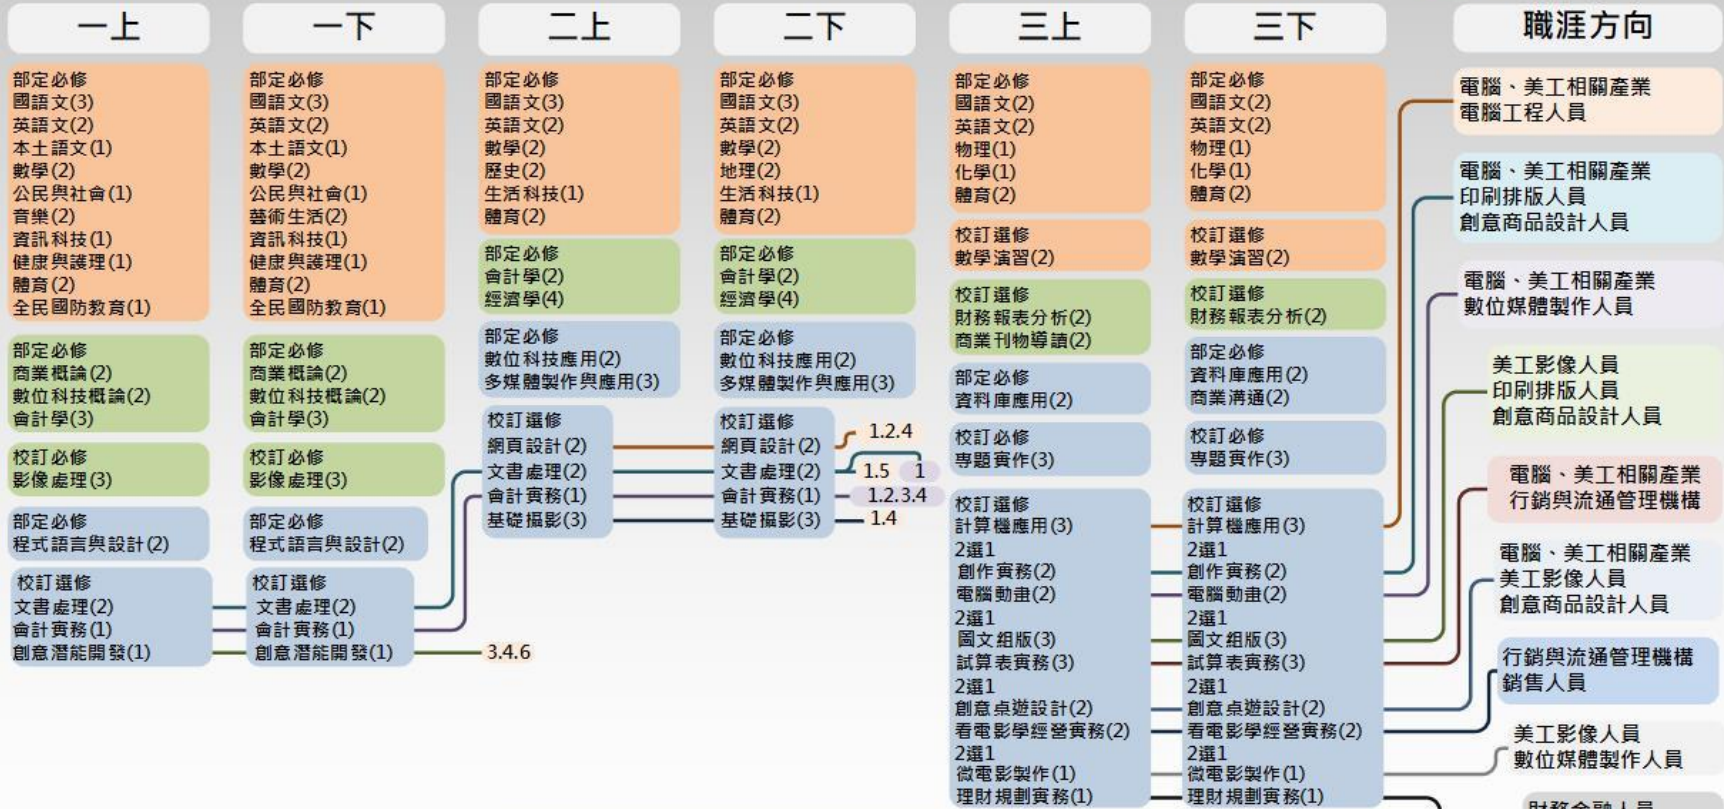 一上
部定必修
國語文(3)
英語文(2)
本土語文(1)
數學(2)
公民與社會(1)
音樂(2)
資訊科技(1)
健康與護理(1)
體育(2)
全民國防教育(1)
部定必修
商業概論(2)
數位科技概論(2)
會計學(3)
校訂必修
影像處理(3)
部定必修
程式語言與設計(2)
校訂選修
文書處理(2)
會計實務(1)
創意潛能開發(1)
一下
部定必修
國語文(3)
英語文(2)
本土語文(1)
數學(2)
公民與社會(1)
藝術生活(2)
資訊科技(1)
健康與護理(1)
體育(2)
全民國防教育(1)
部定必修
商業概論(2)
數位科技概論(2)
會計學(3)
校訂必修
影像處理(3)
部定必修
程式語言與設計(2)
校訂選修
文書處理(2)
會計實務(1)
創意潛能開發(1)
3.4.6
二上
部定必修
國語文(3)
英語文(2)
數學(2)
歷史(2)
生活科技(1)
體育(2)
部定必修
會計學(2)
經濟學(4)
部定必修
數位科技應用(2)
多媒體製作與應用(3)
校訂選修
網頁設計(2)
文書處理(2)
會計實務(1)
基礎攝影(3)
二下
部定必修
國語文(3)
英語文(2)
數學(2)
地理(2)
生活科技(1)
體育(2)
部定必修
會計學(2)
經濟學(4)
部定必修
數位科技應用(2)
多媒體製作與應用(3)
校訂選修
網頁設計(2)
文書處理(2)
會計實務(1)
基礎攝影(3)
1.2.4
1.5 1
1.2.3.4
1.4
三上
部定必修
國語文(2)
英語文(2)
物理(1)
化學(1)
體育(2)
校訂選修
數學演習(2)
校訂選修
財務報表分析(2)
商業刊物導讀(2)
部定必修
資料庫應用(2)
校訂必修
專題實作(3)
校訂選修
計算機應用(3)
2選1
創作實務(2)
電腦動畫(2)
2選1
圖文組版(3)
試算表實務(3)
2選1
創意桌遊設計(2)
看電影學經營實務(2)
2選1
微電影製作(1)
理財規劃實務(1)
三下
部定必修
國語文(2)
英語文(2)
物理(1)
化學(1)
體育(2)
校訂選修
數學演習(2)
校訂選修
財務報表分析(2)
部定必修
資料庫應用(2)
商業溝通(2)
校訂必修
專題實作(3)
校訂選修
計算機應用(3)
2選1
創作實務(2)
電腦動畫(2)
2選1
圖文組版(3)
試算表實務(3)
2選1
創意桌遊設計(2)
看電影學經營實務(2)
2選1
微電影製作(1)
理財規劃實務(1)
職涯方向
電腦、美工相關產業
電腦工程人員
電腦、美工相關產業
印刷排版人員
創意商品設計人員
電腦、美工相關產業
數位媒體製作人員
美工影像人員
印刷排版人員
創意商品設計人員
電腦、美工相關產業
行銷與流通管理機構
電腦、美工相關產業
美工影像人員
創意商品設計人員
行銷與流通管理機構
銷售人員
美工影像人員
數位媒體製作人員
財務金融人員